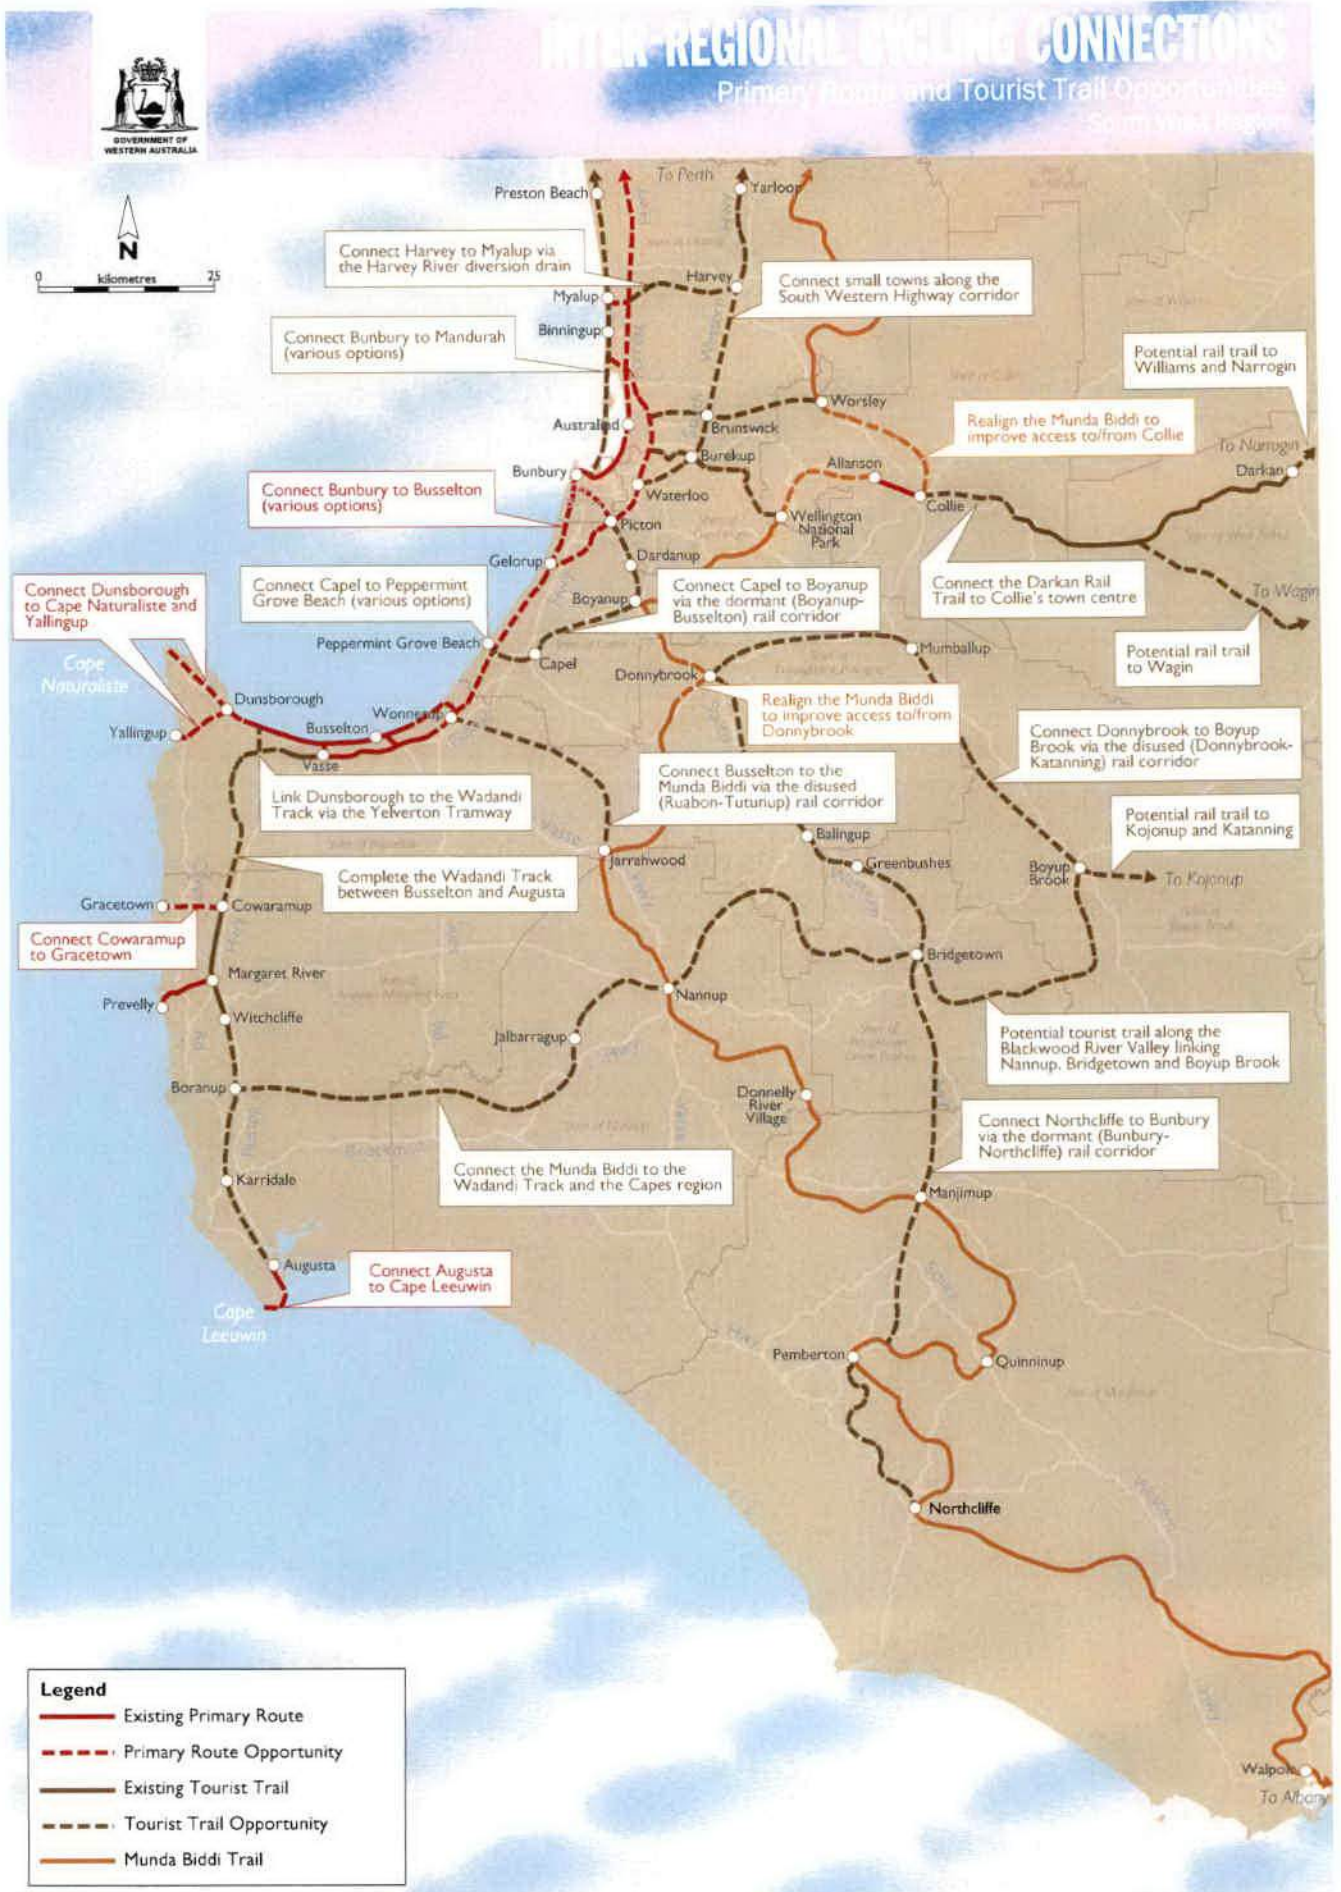 INTER-REGIONAL CYCLING CONNECTIONS
Primary Route and Tourist Trail Opportunities
South West Region
GOVERNMENT OF
WESTERN AUSTRALIA
N
0 kilometres 25
To Perth
Preston Beach
Yarloop
Connect Harvey to Myalup via
the Harvey River diversion drain
Harvey
Connect small towns along the
South Western Highway corridor
Myalup
Binningup
Connect Bunbury to Mandurah
(various options)
Potential rail trail to
Williams and Narrogin
Worsley
Realign the Munda Biddi to
improve access to/from Collie
Australind
Brunswick
To Narrogin
Burekup
Allanson
Darkan
Bunbury
Connect Bunbury to Busselton
(various options)
Waterloo
Collie
Picton
Wellington
National
Park
Gelorup
Dardanup
Connect Dunsborough
to Cape Naturaliste and
Yallingup
Connect Capel to Peppermint
Grove Beach (various options)
Boyanup
Connect Capel to Boyanup
via the dormant (Boyanup-
Busselton) rail corridor
Connect the Darkan Rail
Trail to Collie's town centre
To Wagin
Peppermint Grove Beach
Capel
Mumballup
Potential rail trail
to Wagin
Cape
Naturaliste
Donnybrook
Dunsborough
Realign the Munda Biddi
to improve access to/from
Donnybrook
Wonnerup
Yallingup
Busselton
Connect Donnybrook to Boyup
Brook via the disused (Donnybrook-
Katanning) rail corridor
Vasse
Connect Busselton to the
Munda Biddi via the disused
(Ruabon-Tutunup) rail corridor
Link Dunsborough to the Wadandi
Track via the Yelverton Tramway
Potential rail trail to
Kojonup and Katanning
Balingup
Jarrahwood
Greenbushes
Boyup
Brook
To Kojonup
Complete the Wadandi Track
between Busselton and Augusta
Gracetown
Cowaramup
Connect Cowaramup
to Gracetown
Bridgetown
Margaret River
Nannup
Prevelly
Witchcliffe
Jalbarragup
Potential tourist trail along the
Blackwood River Valley linking
Nannup, Bridgetown and Boyup Brook
Boranup
Donnelly
River
Village
Connect Northcliffe to Bunbury
via the dormant (Bunbury-
Northcliffe) rail corridor
Connect the Munda Biddi to the
Wadandi Track and the Capes region
Karridale
Manjimup
Augusta
Connect Augusta
to Cape Leeuwin
Cape
Leeuwin
Pemberton
Quinninup
Northcliffe
Legend
Existing Primary Route
Primary Route Opportunity
Existing Tourist Trail
Tourist Trail Opportunity
Munda Biddi Trail
Walpole
To Albany